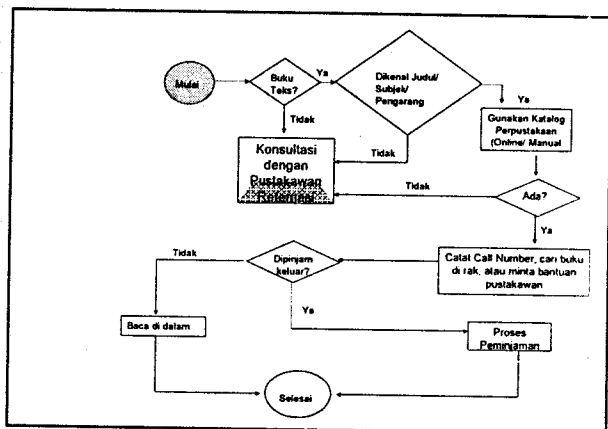 Mulai
Buku
Teks?
Ya
Dikenal Judul/
Subjek/
Pengarang
Ya
Tidak
Gunakan Katalog
Perpustakaan
(Online/ Manual
Konsultasi
dengan
Pustakawan
Referensi
Tidak
Tidak
Ada?
Ya
Tidak
Dipinjam
keluar?
Catat Call Number, cari buku
di rak, atau minta bantuan
pustakawan
Ya
Baca di dalam
Proses
Peminjaman
Selesai